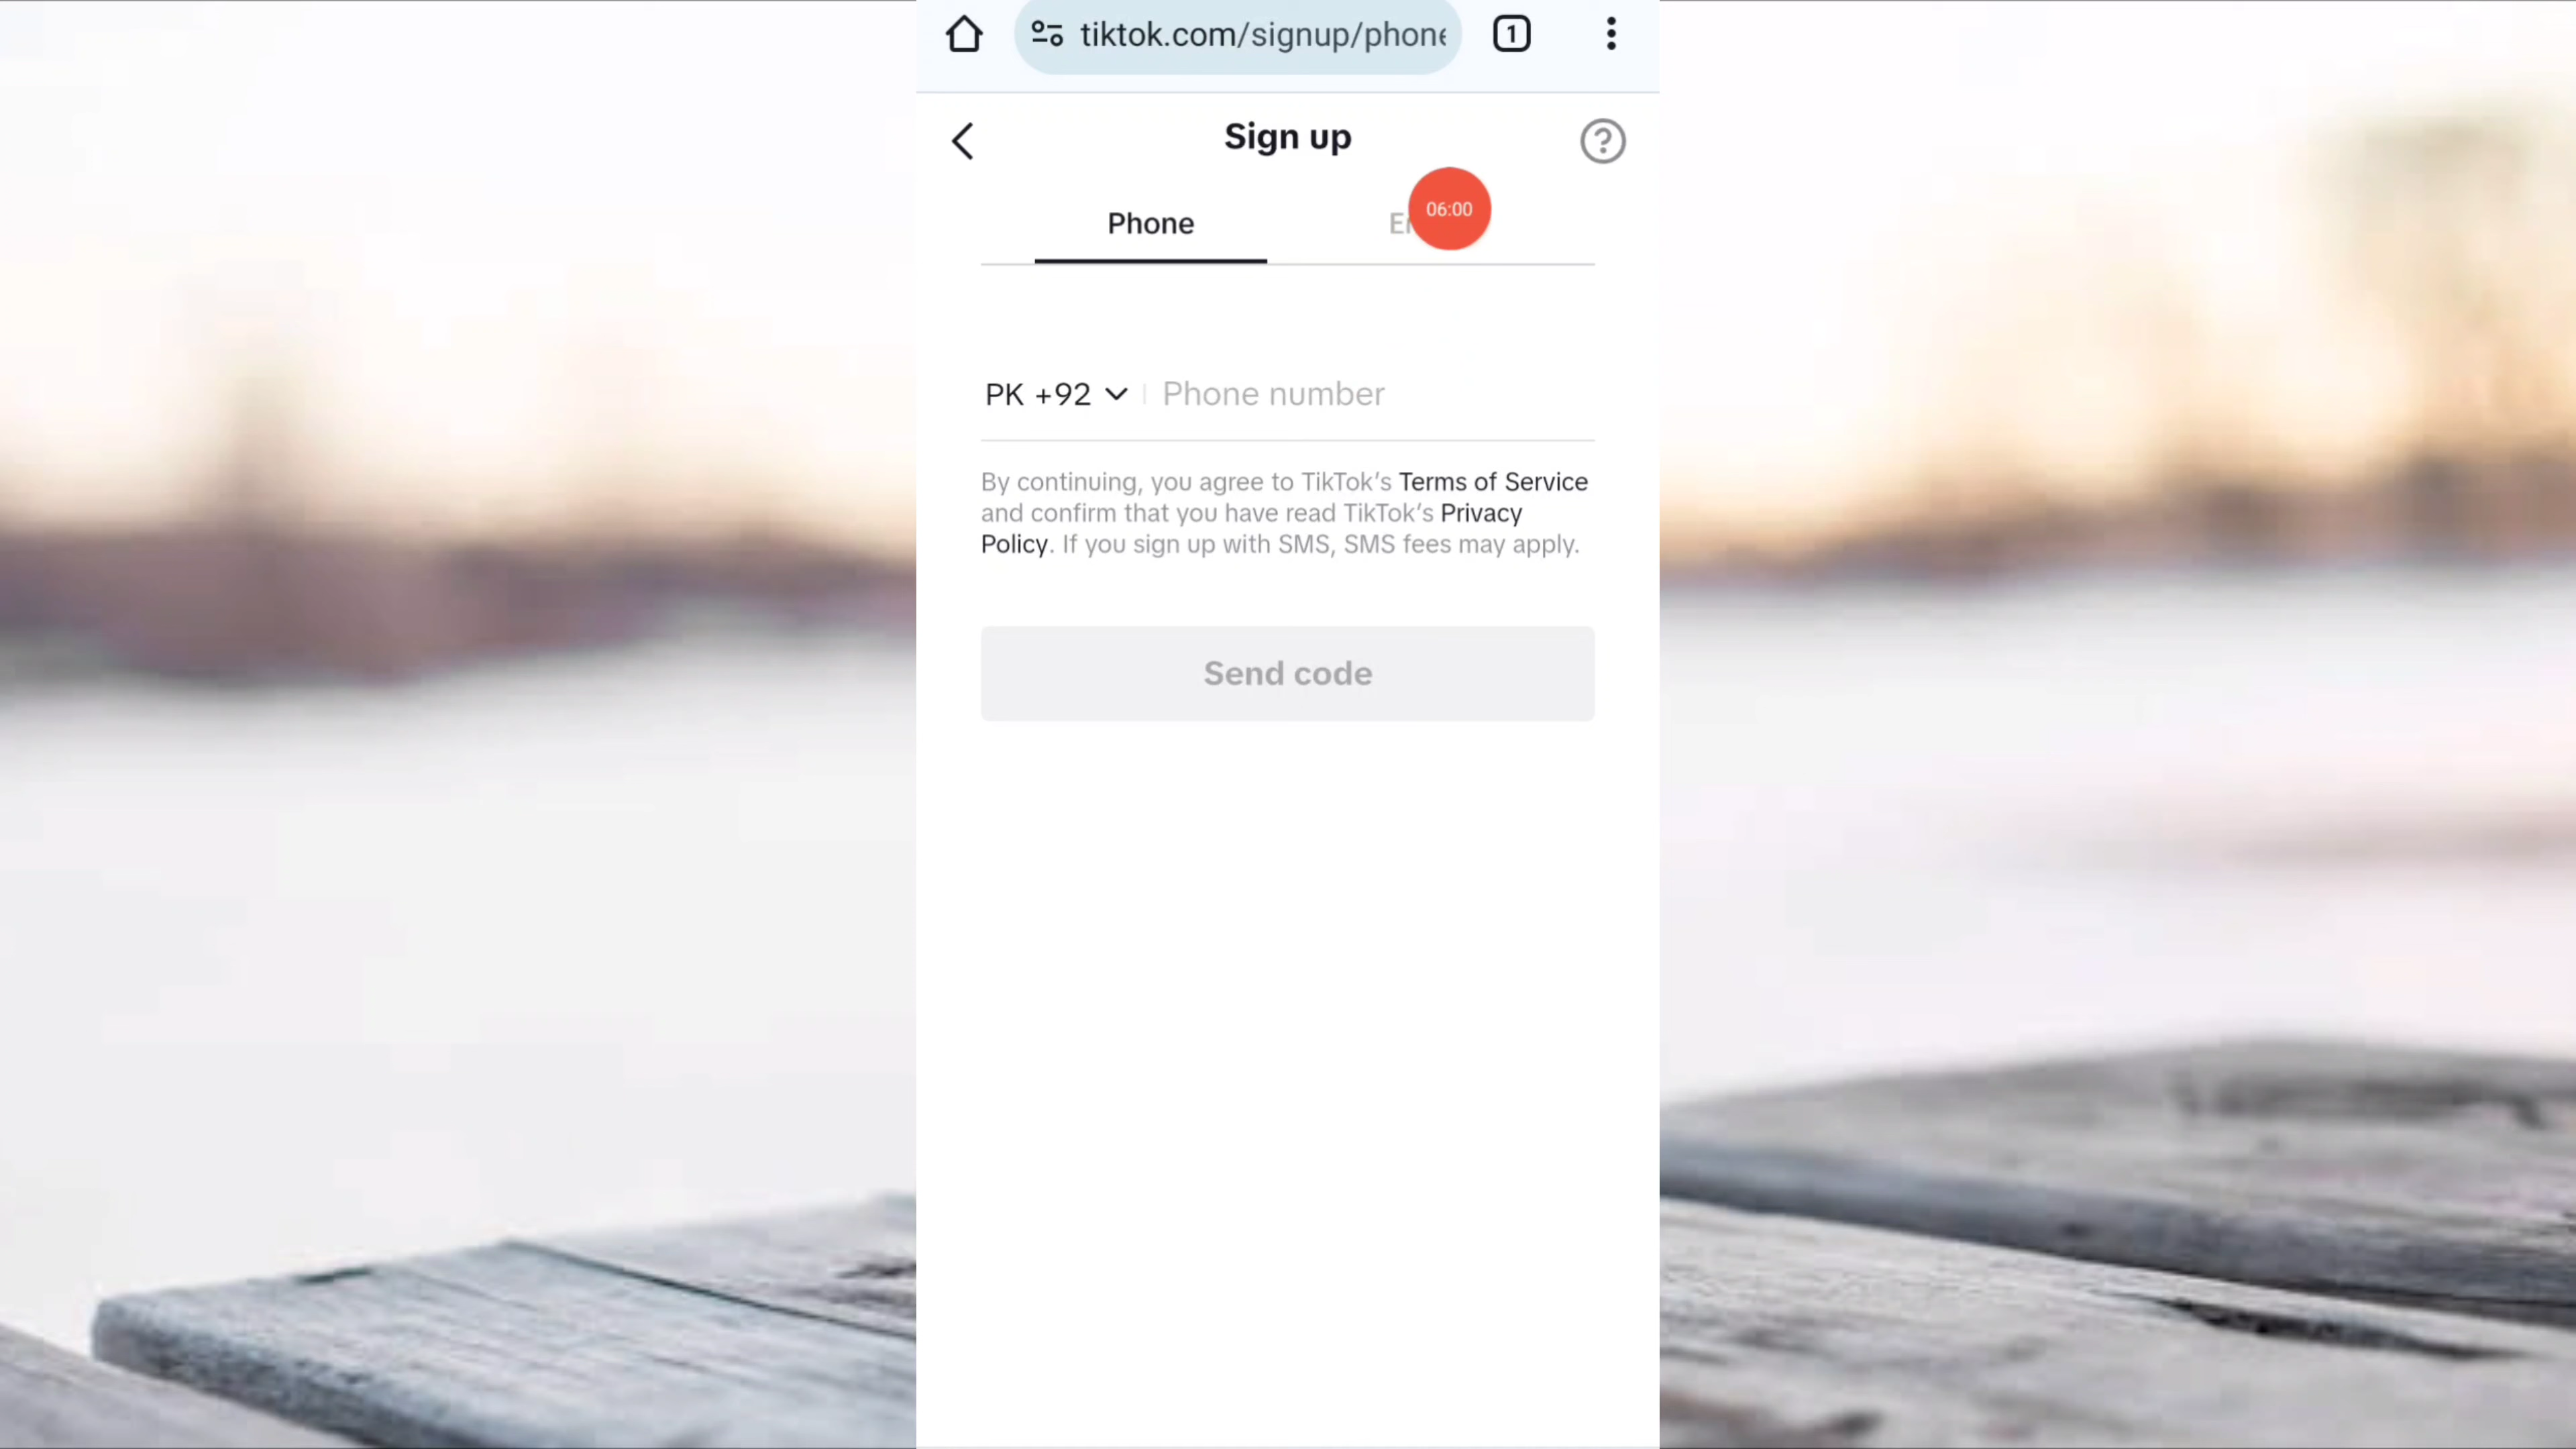 tiktok.com/signup/phone
1
Sign up
Phone
06:00
PK +92
Phone number
By continuing, you agree to TikTok's Terms of Service
and confirm that you have read TikTok's Privacy
Policy. If you sign up with SMS, SMS fees may apply.
Send code